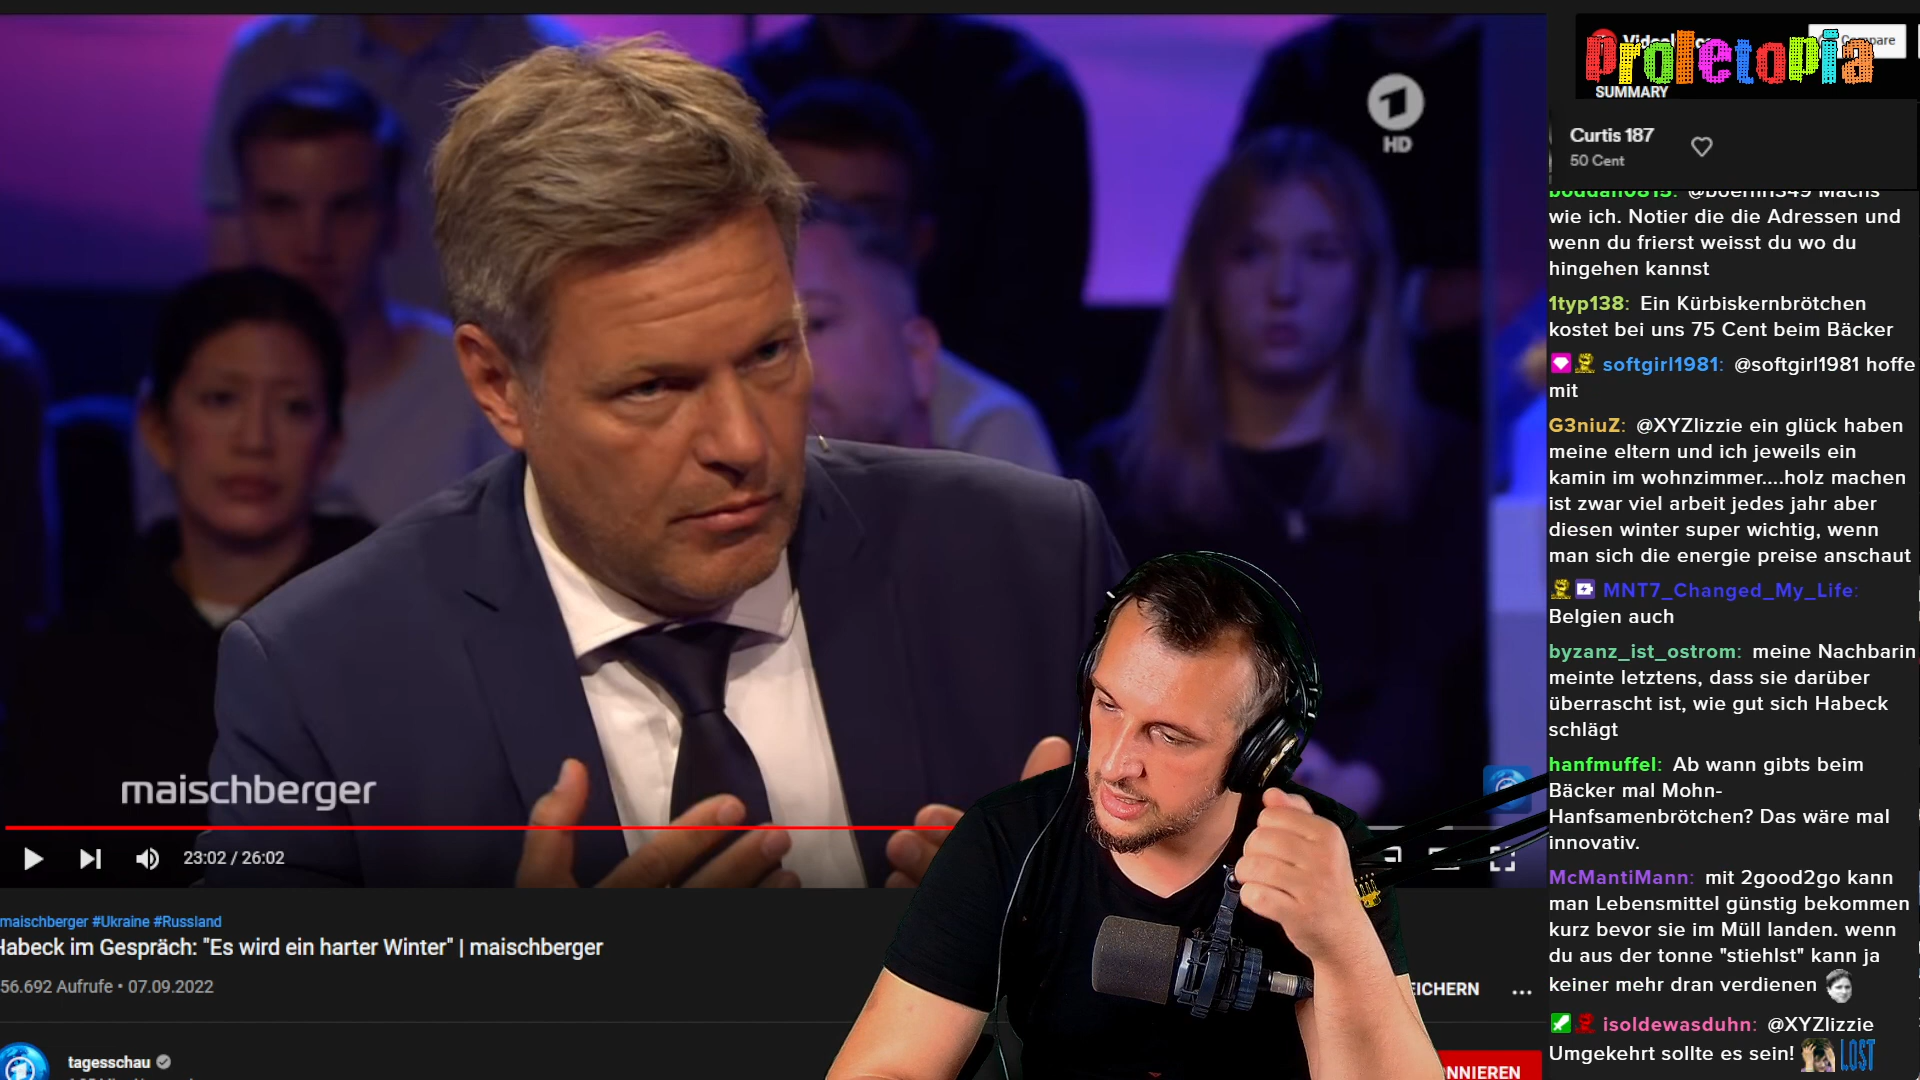 HD
maischberger
23:02 / 26:02
maischberger #Ukraine #Russland
Habeck im Gespräch: "Es wird ein harter Winter" | maischberger
56.692 Aufrufe • 07.09.2022
EICHERN
tagesschau
NNIEREN
Proletopia
SUMMARY
Curtis 187
50 Cent
boddah0815: @boerni1349 Machs
wie ich. Notier die die Adressen und
wenn du frierst weisst du wo du
hingehen kannst
1typ138: Ein Kürbiskernbrötchen
kostet bei uns 75 Cent beim Bäcker
softgirl1981: @softgirl1981 hoffe
mit
G3niuZ: @XYZlizzie ein glück haben
meine eltern und ich jeweils ein
kamin im wohnzimmer....holz machen
ist zwar viel arbeit jedes jahr aber
diesen winter super wichtig, wenn
man sich die energie preise anschaut
MNT7_Changed_My_Life:
Belgien auch
byzanz_ist_ostrom: meine Nachbarin
meinte letztens, dass sie darüber
überrascht ist, wie gut sich Habeck
schlägt
hanfmuffel: Ab wann gibts beim
Bäcker mal Mohn-
Hanfsamenbrötchen? Das wäre mal
innovativ.
McMantiMann: mit 2good2go kann
man Lebensmittel günstig bekommen
kurz bevor sie im Müll landen. wenn
du aus der tonne "stiehlst" kann ja
keiner mehr dran verdienen
isoldewasduhn: @XYZlizzie
Umgekehrt sollte es sein! LOST